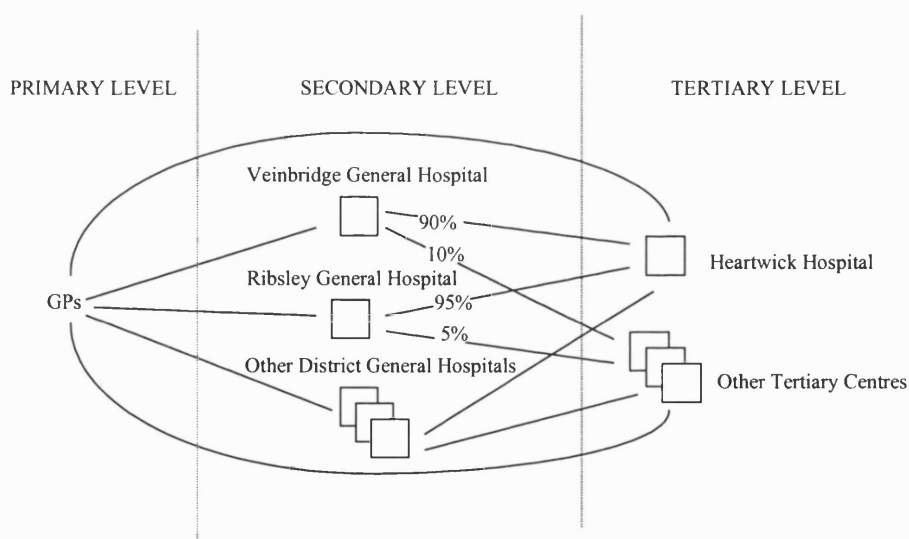 PRIMARY LEVEL
SECONDARY LEVEL
TERTIARY LEVEL
Veinbridge General Hospital
90%
10%
Heartwick Hospital
Ribsley General Hospital
GPs
95%
5%
Other District General Hospitals
Other Tertiary Centres